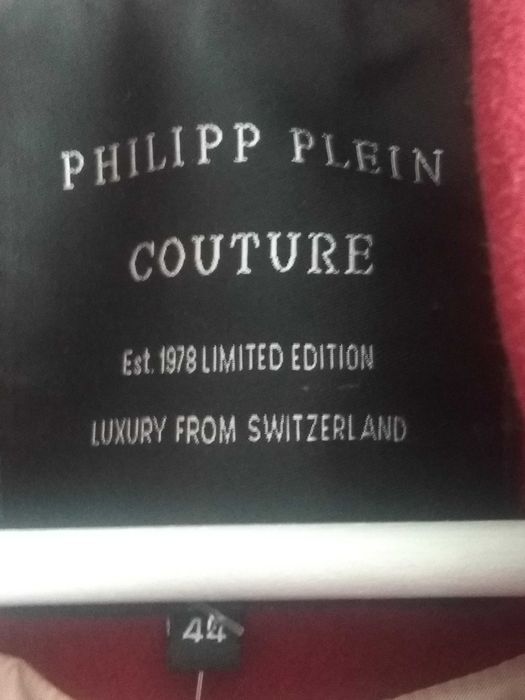 PHILIPP PLEIN
COUTURE
Est. 1978 LIMITED EDITION
LUXURY FROM SWITZERLAND
44